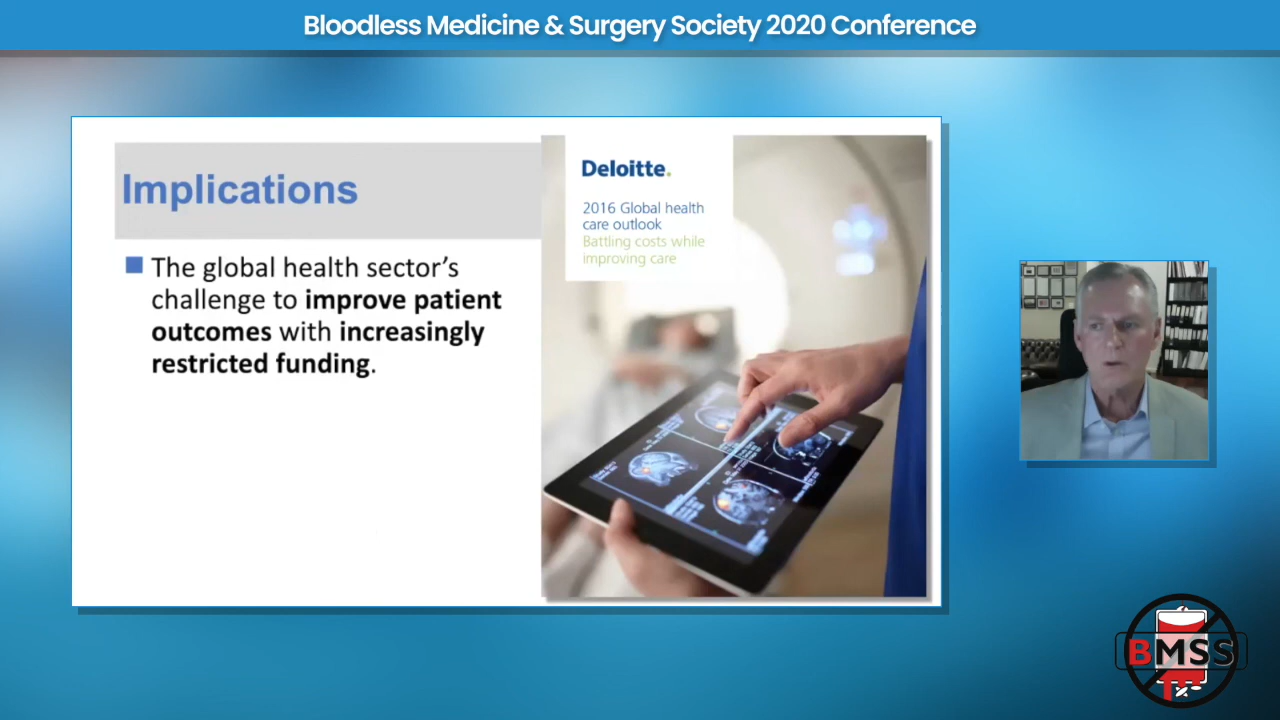 Bloodless Medicine & Surgery Society 2020 Conference
Implications
The global health sector’s
challenge to improve patient
outcomes with increasingly
restricted funding.
Deloitte.
2016 Global health
care outlook
Battling costs while
improving care
BMSS